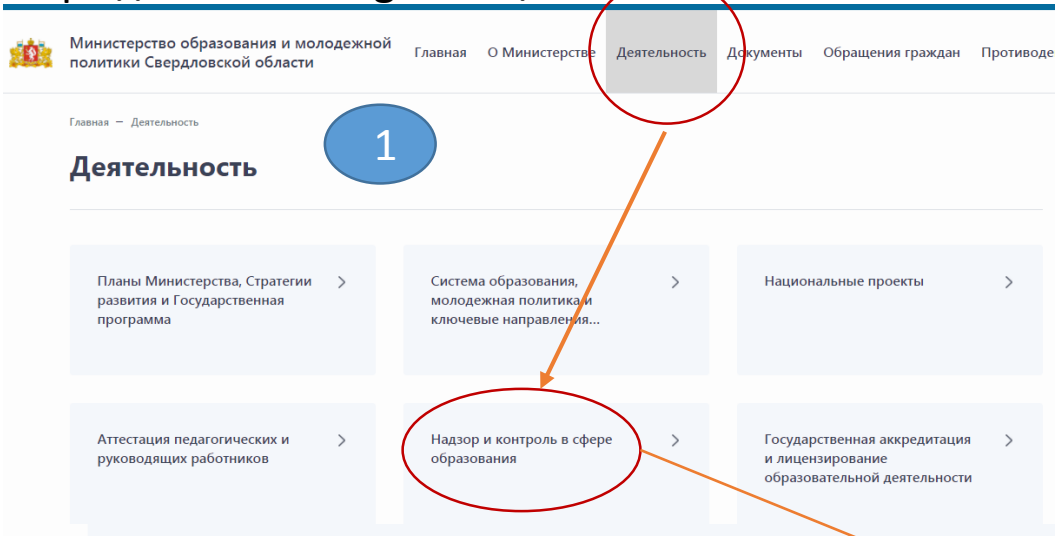 Министерство образования и молодежной
политики Свердловской области
Главная О Министерстве Деятельность Документы Обращения граждан Противоде
Главная — Деятельность
1
Деятельность
Планы Министерства, Стратегии
развития и Государственная
программа
Система образования,
молодежная политика и
ключевые направления...
Национальные проекты
Аттестация педагогических и
руководящих работников
Надзор и контроль в сфере
образования
Государственная аккредитация
и лицензирование
образовательной деятельности